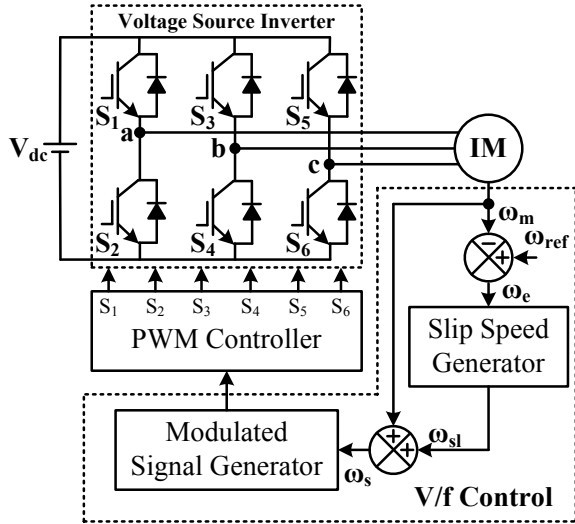 Voltage Source Inverter
S1
S3
S5
a
b
c
Vdc
IM
S2
S4
S6
ωm
ωref
ωe
S1 S2 S3 S4 S5 S6
PWM Controller
Slip Speed
Generator
Modulated
Signal Generator
ωs
ωsl
V/f Control
− + + +